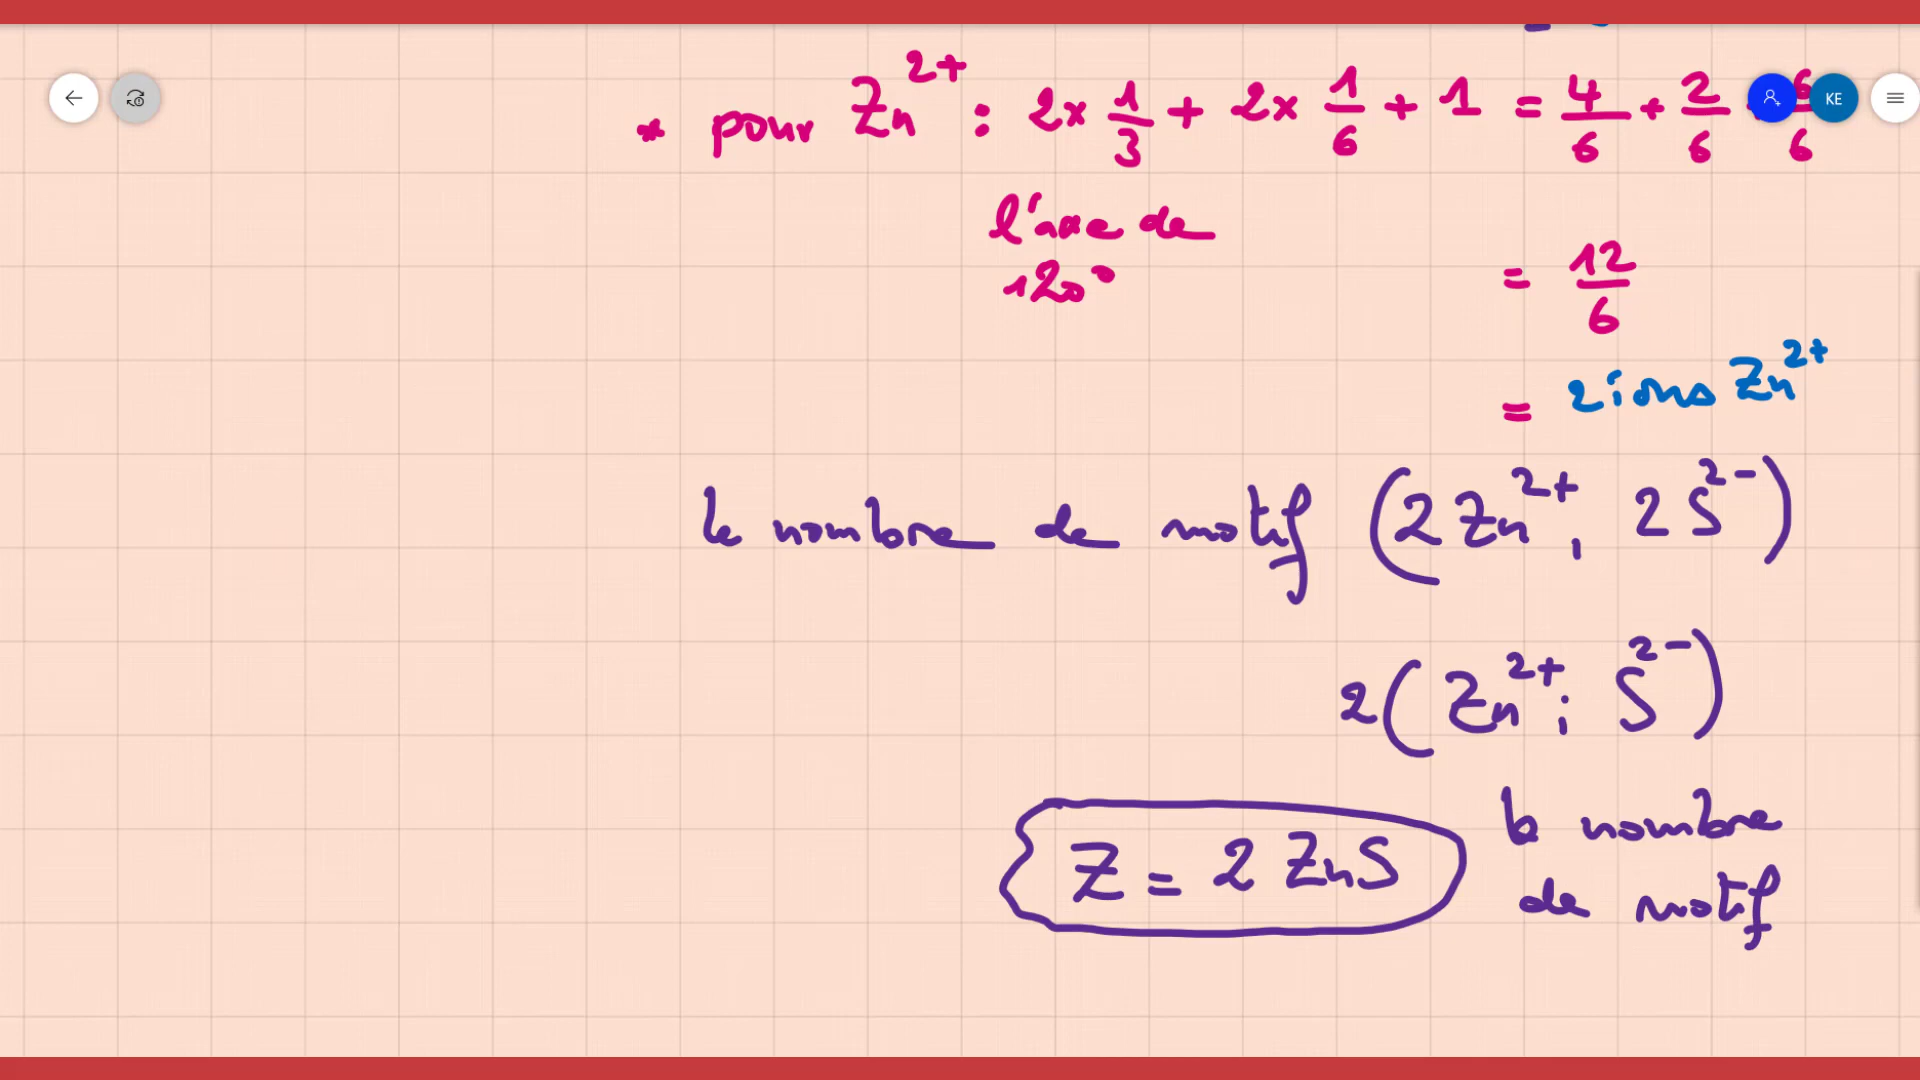 * pour Zn²⁺ : 2x 1/3 + 2x 1/6 + 1 = 4/6 + 2/6 + 6/6
KE
l'axe de
120°
= 12/6
= 2 ions Zn²⁺
le nombre de motif (2 Zn²⁺, 2 S²⁻)
2(Zn²⁺; S²⁻)
Z = 2 ZnS
le nombre
de motif